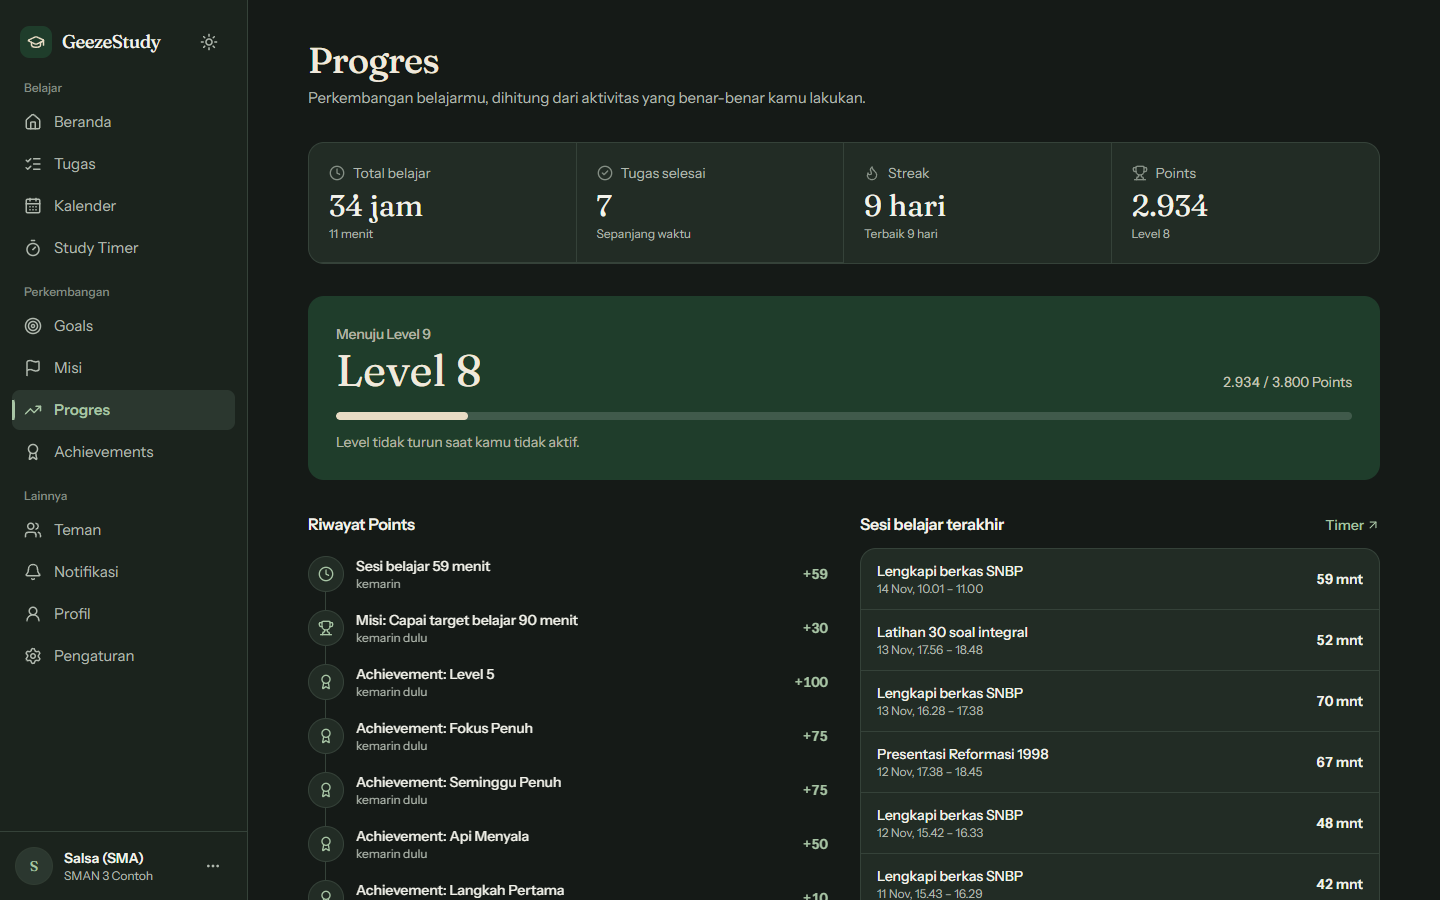 GeezeStudy
Belajar
Beranda
Tugas
Kalender
Study Timer
Perkembangan
Goals
Misi
Progres
Achievements
Lainnya
Teman
Notifikasi
Profil
Pengaturan
S
Salsa (SMA)
SMAN 3 Contoh
Progres
Perkembangan belajarmu, dihitung dari aktivitas yang benar-benar kamu lakukan.
Total belajar
34 jam
11 menit
Tugas selesai
7
Sepanjang waktu
Streak
9 hari
Terbaik 9 hari
Points
2.934
Level 8
Menuju Level 9
Level 8
2.934 / 3.800 Points
Level tidak turun saat kamu tidak aktif.
Riwayat Points
Sesi belajar 59 menit
kemarin
+59
Misi: Capai target belajar 90 menit
kemarin dulu
+30
Achievement: Level 5
kemarin dulu
+100
Achievement: Fokus Penuh
kemarin dulu
+75
Achievement: Seminggu Penuh
kemarin dulu
+75
Achievement: Api Menyala
kemarin dulu
+50
Achievement: Langkah Pertama
+10
Sesi belajar terakhir
Timer
Lengkapi berkas SNBP
14 Nov, 10.01 – 11.00
59 mnt
Latihan 30 soal integral
13 Nov, 17.56 – 18.48
52 mnt
Lengkapi berkas SNBP
13 Nov, 16.28 – 17.38
70 mnt
Presentasi Reformasi 1998
12 Nov, 17.38 – 18.45
67 mnt
Lengkapi berkas SNBP
12 Nov, 15.42 – 16.33
48 mnt
Lengkapi berkas SNBP
11 Nov, 15.43 – 16.29
42 mnt